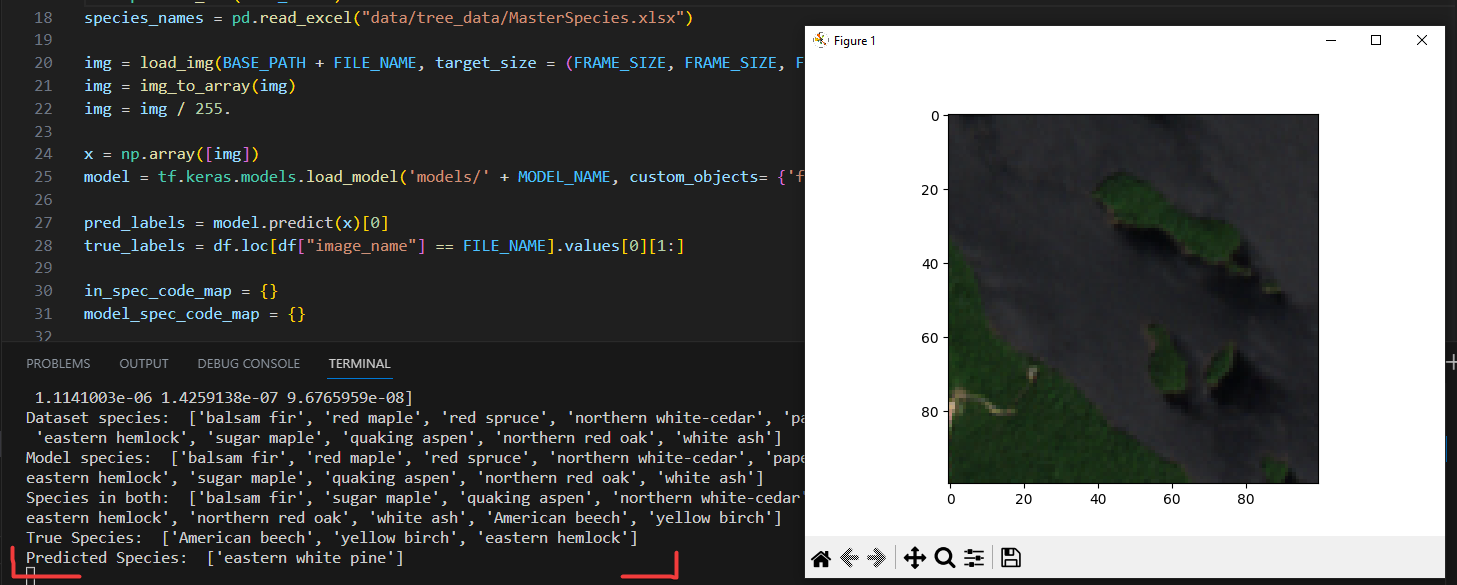 18 species_names = pd.read_excel("data/tree_data/MasterSpecies.xlsx")
19
20 img = load_img(BASE_PATH + FILE_NAME, target_size = (FRAME_SIZE, FRAME_SIZE, F
21 img = img_to_array(img)
22 img = img / 255.
23
24 x = np.array([img])
25 model = tf.keras.models.load_model('models/' + MODEL_NAME, custom_objects= {'f
26
27 pred_labels = model.predict(x)[0]
28 true_labels = df.loc[df["image_name"] == FILE_NAME].values[0][1:]
29
30 in_spec_code_map = {}
31 model_spec_code_map = {}
32
PROBLEMS OUTPUT DEBUG CONSOLE TERMINAL
1.1141003e-06 1.4259138e-07 9.6765959e-08]
Dataset species:  ['balsam fir', 'red maple', 'red spruce', 'northern white-cedar', 'pa
'eastern hemlock', 'sugar maple', 'quaking aspen', 'northern red oak', 'white ash']
Model species:  ['balsam fir', 'red maple', 'red spruce', 'northern white-cedar', 'pape
eastern hemlock', 'sugar maple', 'quaking aspen', 'northern red oak', 'white ash']
Species in both:  ['balsam fir', 'sugar maple', 'quaking aspen', 'northern white-cedar'
eastern hemlock', 'northern red oak', 'white ash', 'American beech', 'yellow birch']
True Species:  ['American beech', 'yellow birch', 'eastern hemlock']
Predicted Species:  ['eastern white pine']
Figure 1
0
20
40
60
80
0 20 40 60 80